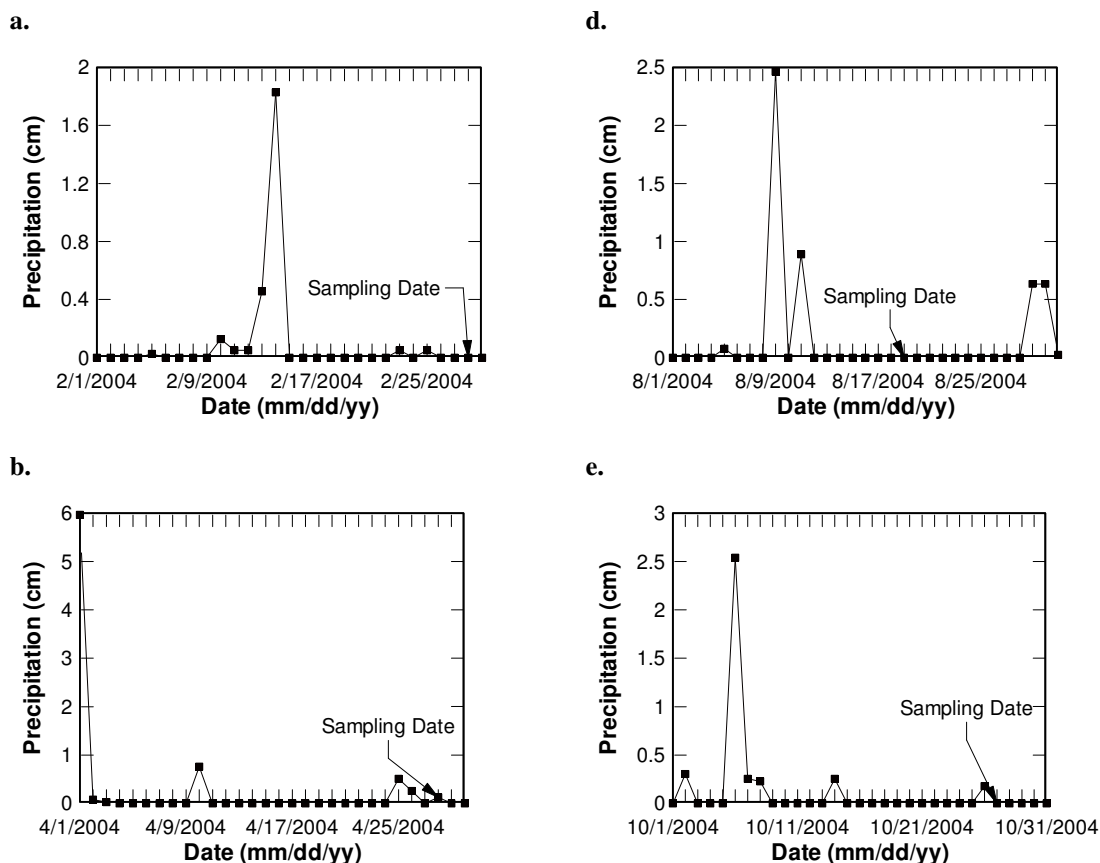 a.
2
1.6
1.2
0.8
0.4
0
Precipitation (cm)
Sampling Date
2/1/2004 2/9/2004 2/17/2004 2/25/2004
Date (mm/dd/yy)
d.
2.5
2
1.5
1
0.5
0
Precipitation (cm)
Sampling Date
8/1/2004 8/9/2004 8/17/2004 8/25/2004
Date (mm/dd/yy)
b.
6
5
4
3
2
1
0
Precipitation (cm)
Sampling Date
4/1/2004 4/9/2004 4/17/2004 4/25/2004
Date (mm/dd/yy)
e.
3
2.5
2
1.5
1
0.5
0
Precipitation (cm)
Sampling Date
10/1/2004 10/11/2004 10/21/2004 10/31/2004
Date (mm/dd/yy)